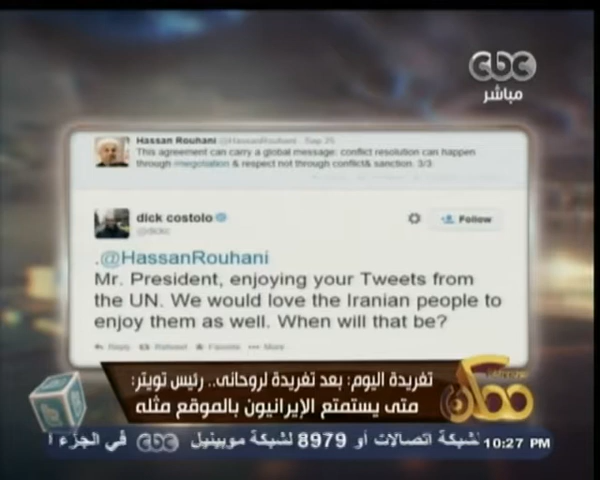 cbc
مباشر
Hassan Rouhani @HassanRouhani · Sep 25
This agreement can carry a global message: conflict resolution can happen
through #negotiation & respect not through conflict& sanction. 3/3
dick costolo
@dickc
Follow
.@HassanRouhani
Mr. President, enjoying your Tweets from
the UN. We would love the Iranian people to
enjoy them as well. When will that be?
Reply Retweet Favorite More
تغريدة اليوم: بعد تغريدة لروحانى.. رئيس تويتر:
متى يستمتع الإيرانيون بالموقع مثله
ممكن
لشبكة اتصالات أو 8979 لشبكة موبينيل cbc في الجزء ا
10:27 PM